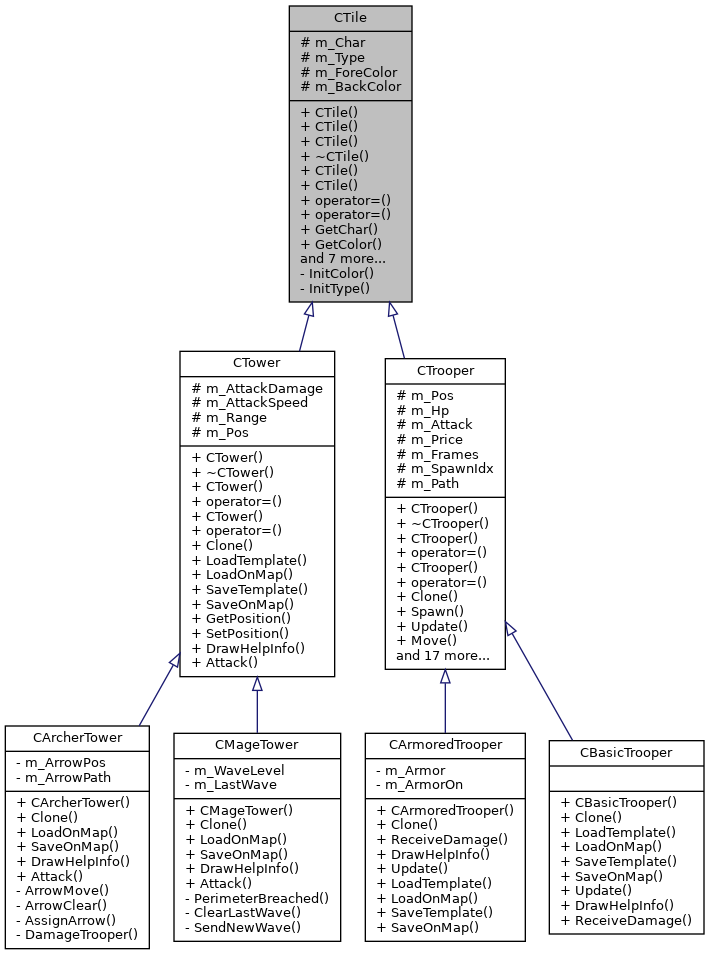 CTile
# m_Char
# m_Type
# m_ForeColor
# m_BackColor
+ CTile()
+ CTile()
+ CTile()
+ ~CTile()
+ CTile()
+ CTile()
+ operator=()
+ operator=()
+ GetChar()
+ GetColor()
and 7 more...
- InitColor()
- InitType()
CTower
# m_AttackDamage
# m_AttackSpeed
# m_Range
# m_Pos
+ CTower()
+ ~CTower()
+ CTower()
+ operator=()
+ CTower()
+ operator=()
+ Clone()
+ LoadTemplate()
+ LoadOnMap()
+ SaveTemplate()
+ SaveOnMap()
+ GetPosition()
+ SetPosition()
+ DrawHelpInfo()
+ Attack()
CTrooper
# m_Pos
# m_Hp
# m_Attack
# m_Price
# m_Frames
# m_SpawnIdx
# m_Path
+ CTrooper()
+ ~CTrooper()
+ CTrooper()
+ operator=()
+ CTrooper()
+ operator=()
+ Clone()
+ Spawn()
+ Update()
+ Move()
and 17 more...
CArcherTower
- m_ArrowPos
- m_ArrowPath
+ CArcherTower()
+ Clone()
+ LoadOnMap()
+ SaveOnMap()
+ DrawHelpInfo()
+ Attack()
- ArrowMove()
- ArrowClear()
- AssignArrow()
- DamageTrooper()
CMageTower
- m_WaveLevel
- m_LastWave
+ CMageTower()
+ Clone()
+ LoadOnMap()
+ SaveOnMap()
+ DrawHelpInfo()
+ Attack()
- PerimeterBreached()
- ClearLastWave()
- SendNewWave()
CArmoredTrooper
- m_Armor
- m_ArmorOn
+ CArmoredTrooper()
+ Clone()
+ ReceiveDamage()
+ DrawHelpInfo()
+ Update()
+ LoadTemplate()
+ LoadOnMap()
+ SaveTemplate()
+ SaveOnMap()
CBasicTrooper
+ CBasicTrooper()
+ Clone()
+ LoadTemplate()
+ LoadOnMap()
+ SaveTemplate()
+ SaveOnMap()
+ Update()
+ DrawHelpInfo()
+ ReceiveDamage()